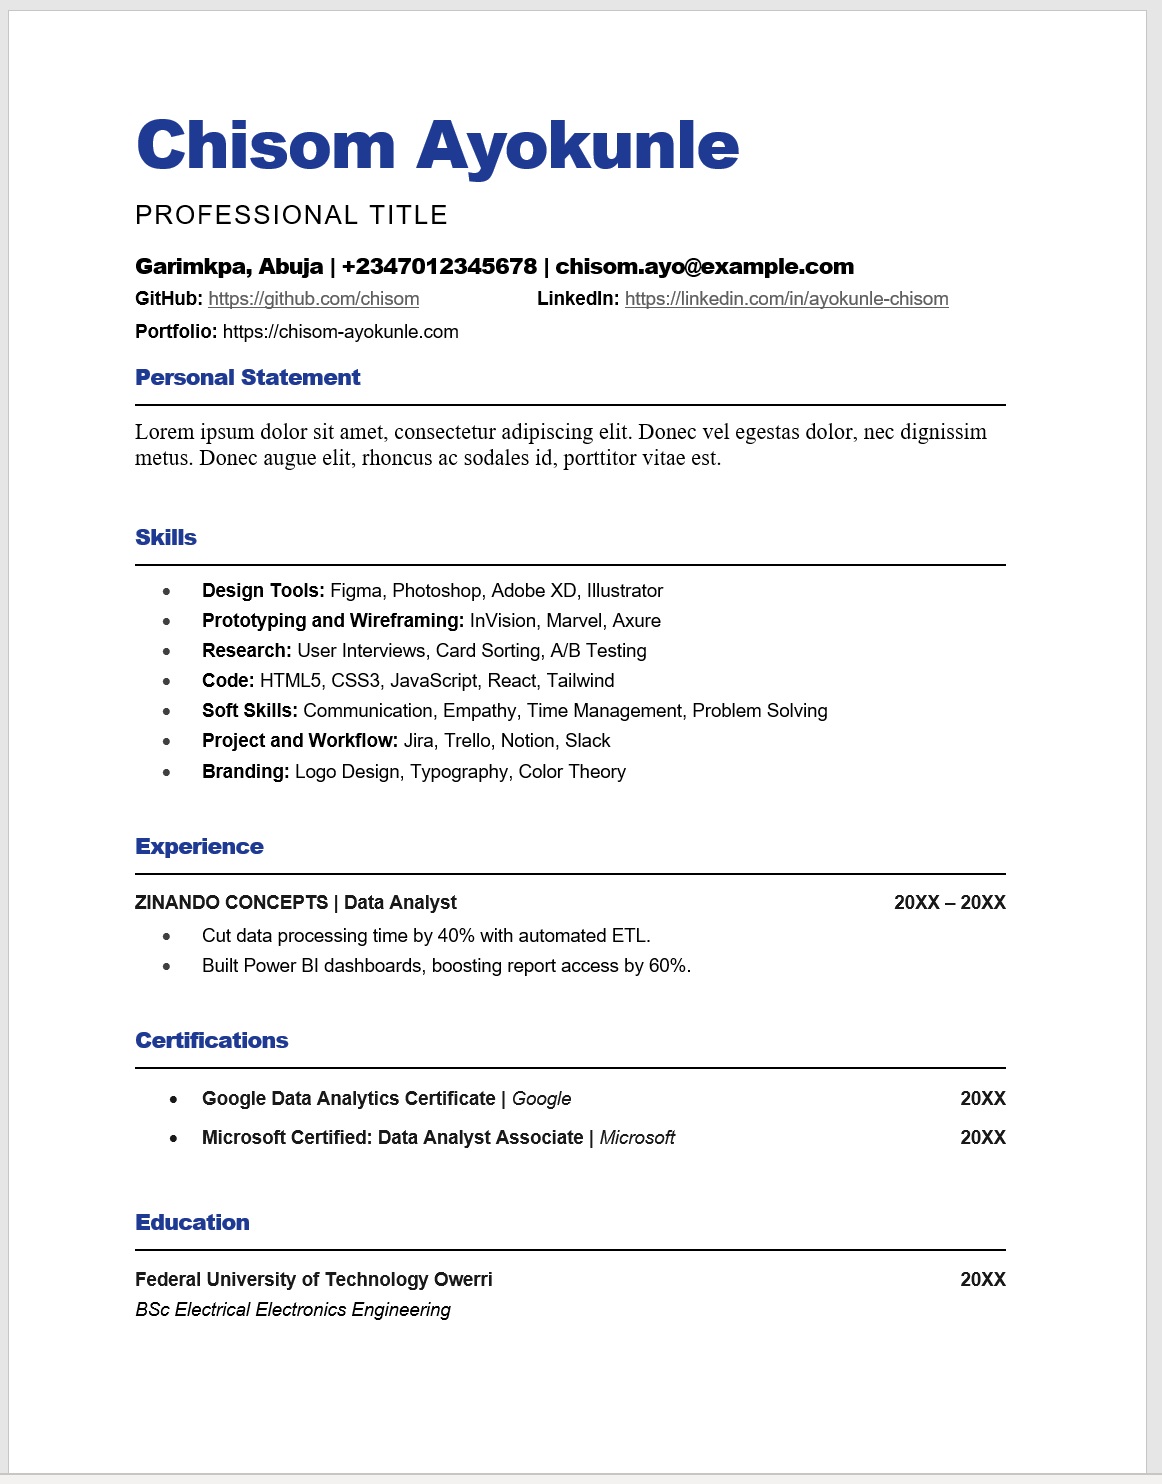 Chisom Ayokunle
PROFESSIONAL TITLE
Garimkpa, Abuja | +2347012345678 | chisom.ayo@example.com
GitHub: https://github.com/chisom LinkedIn: https://linkedin.com/in/ayokunle-chisom
Portfolio: https://chisom-ayokunle.com
Personal Statement
Lorem ipsum dolor sit amet, consectetur adipiscing elit. Donec vel egestas dolor, nec dignissim
metus. Donec augue elit, rhoncus ac sodales id, porttitor vitae est.
Skills
• Design Tools: Figma, Photoshop, Adobe XD, Illustrator
• Prototyping and Wireframing: InVision, Marvel, Axure
• Research: User Interviews, Card Sorting, A/B Testing
• Code: HTML5, CSS3, JavaScript, React, Tailwind
• Soft Skills: Communication, Empathy, Time Management, Problem Solving
• Project and Workflow: Jira, Trello, Notion, Slack
• Branding: Logo Design, Typography, Color Theory
Experience
ZINANDO CONCEPTS | Data Analyst 20XX – 20XX
• Cut data processing time by 40% with automated ETL.
• Built Power BI dashboards, boosting report access by 60%.
Certifications
• Google Data Analytics Certificate | Google 20XX
• Microsoft Certified: Data Analyst Associate | Microsoft 20XX
Education
Federal University of Technology Owerri 20XX
BSc Electrical Electronics Engineering